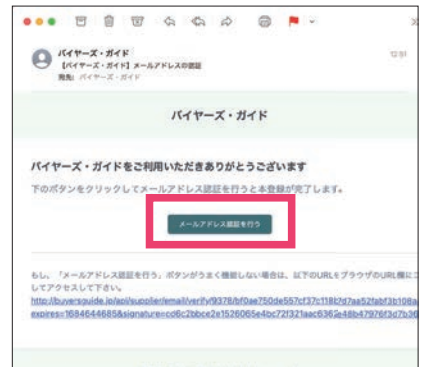 バイヤーズ・ガイド
12:51
【バイヤーズ・ガイド】メールアドレスの認証
宛先: バイヤーズ・ガイド
バイヤーズ・ガイド
バイヤーズ・ガイドをご利用いただきありがとうございます
下のボタンをクリックしてメールアドレス認証を行うと本登録が完了します。
メールアドレス認証を行う
もし、「メールアドレス認証を行う」ボタンがうまく機能しない場合は、以下のURLをブラウザのURL欄にコ
してアクセスして下さい。
http://buyersguide.jp/api/supplier/email/verify/9378/bf0ae750de557cf37c118b7d7aa52fabf3b108a
expires=1684644685&signature=cd6c2bbce2e1526065e4bc72f321aac6362e48b47976f3d7b36